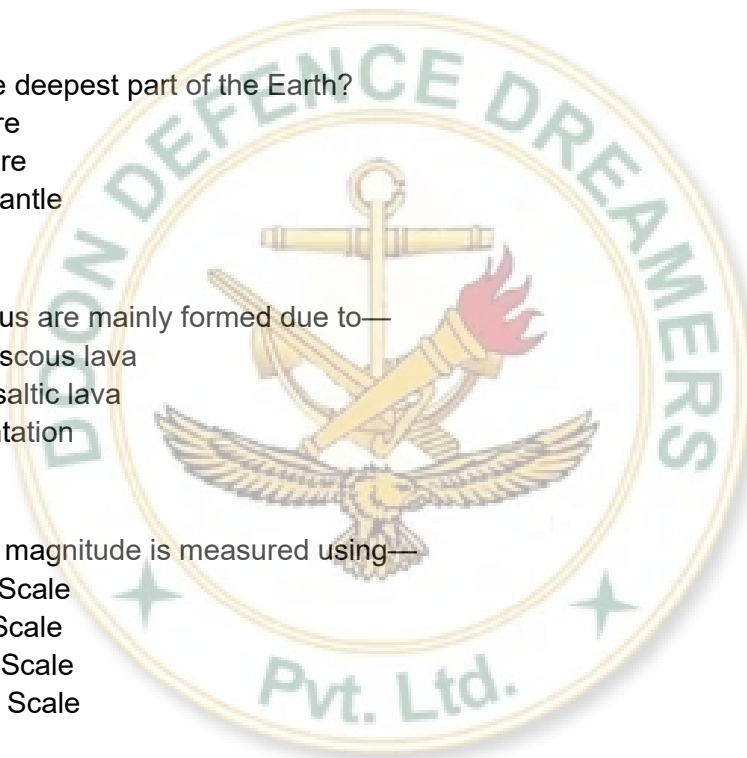 e deepest part of the Earth?
re
re
antle
us are mainly formed due to—
scous lava
saltic lava
tation
magnitude is measured using—
Scale
Scale
Scale
Scale
DOON DEFENCE DREAMERS
Pvt. Ltd.